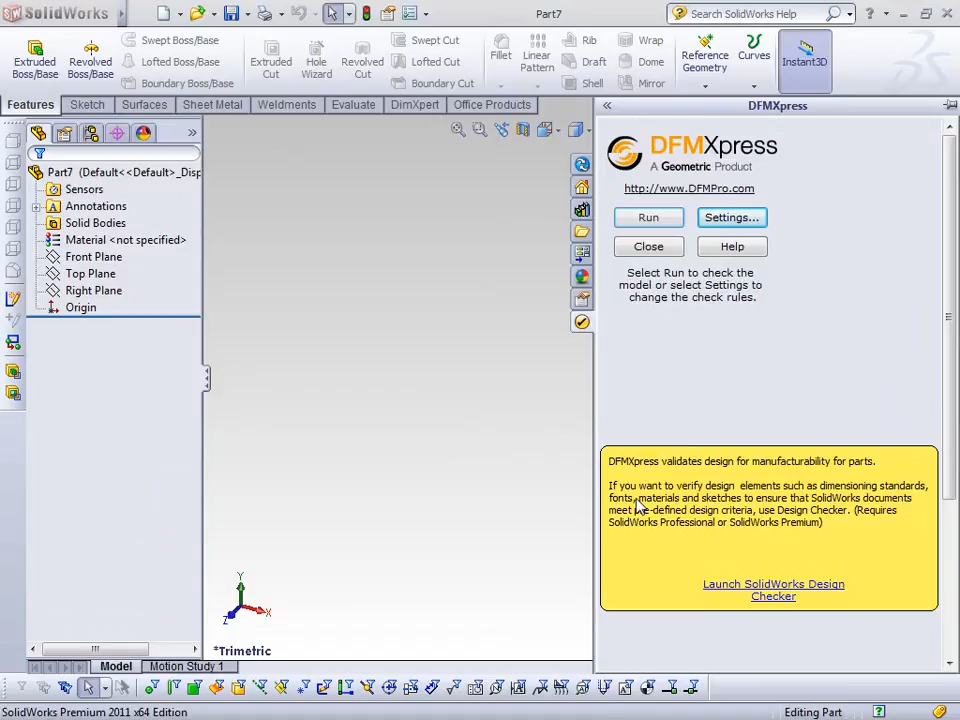 SolidWorks
Part7
Search SolidWorks Help
Extruded Boss/Base
Revolved Boss/Base
Swept Boss/Base
Lofted Boss/Base
Boundary Boss/Base
Extruded Cut
Hole Wizard
Revolved Cut
Swept Cut
Lofted Cut
Boundary Cut
Fillet
Linear Pattern
Rib
Draft
Shell
Wrap
Dome
Mirror
Reference Geometry
Curves
Instant3D
Features
Sketch
Surfaces
Sheet Metal
Weldments
Evaluate
DimXpert
Office Products
DFMXpress
Part7 (Default<<Default>_Disp
Sensors
Annotations
Solid Bodies
Material <not specified>
Front Plane
Top Plane
Right Plane
Origin
DFMXpress
A Geometric Product
http://www.DFMPro.com
Run
Settings...
Close
Help
Select Run to check the
model or select Settings to
change the check rules.
DFMXpress validates design for manufacturability for parts.
If you want to verify design elements such as dimensioning standards,
fonts, materials and sketches to ensure that SolidWorks documents
meet pre-defined design criteria, use Design Checker. (Requires
SolidWorks Professional or SolidWorks Premium)
Launch SolidWorks Design
Checker
Y
X
Z
*Trimetric
Model
Motion Study 1
SolidWorks Premium 2011 x64 Edition
Editing Part